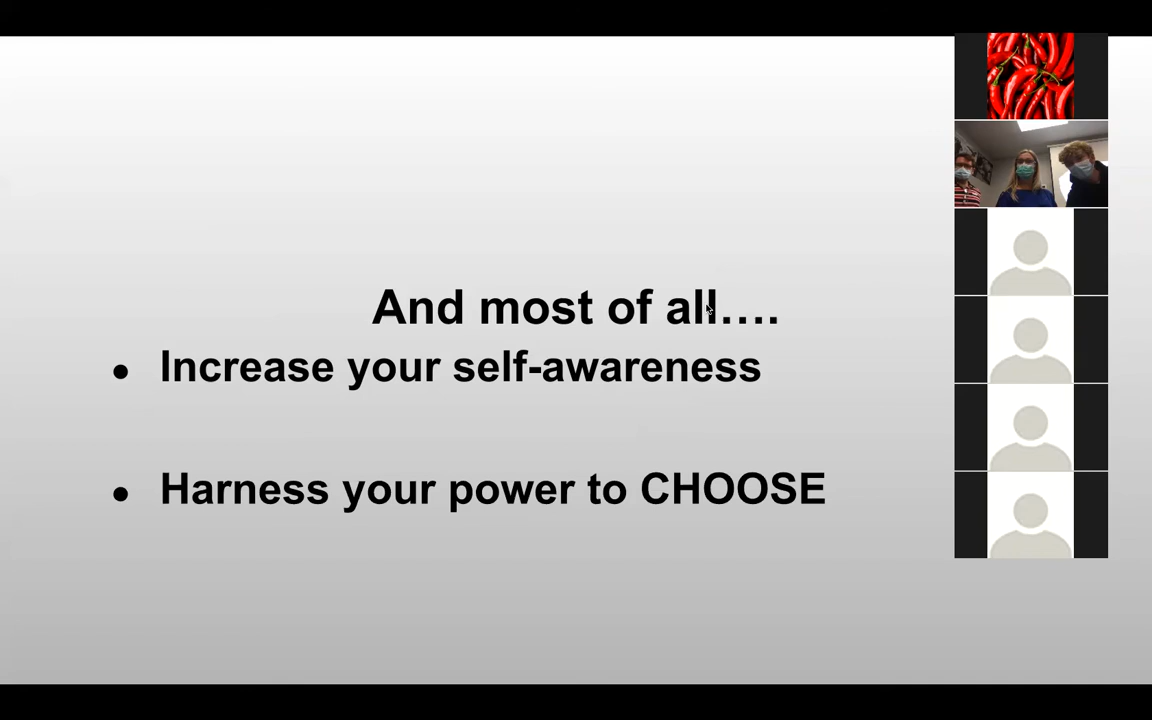 And most of all....
● Increase your self-awareness
● Harness your power to CHOOSE